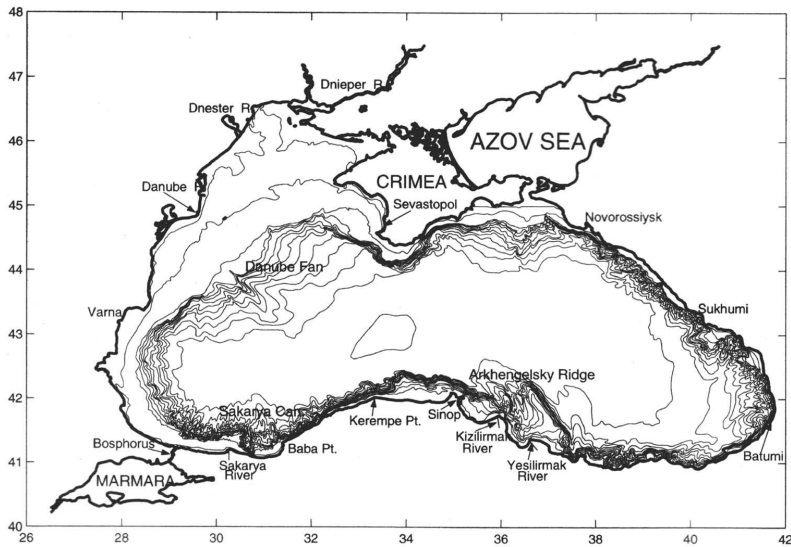 48
47
46
45
44
43
42
41
40
26
28
30
32
34
36
38
40
42
Dnieper R.
Dnester R.
AZOV SEA
CRIMEA
Danube
Sevastopol
Novorossiysk
Danube Fan
Varna
Sukhumi
Arkhengelsky Ridge
Sakarya Can.
Kerempe Pt.
Sinop
Kizilirmak
River
Baba Pt.
Bosphorus
Sakarya
River
Yesilirmak
River
Batumi
MARMARA